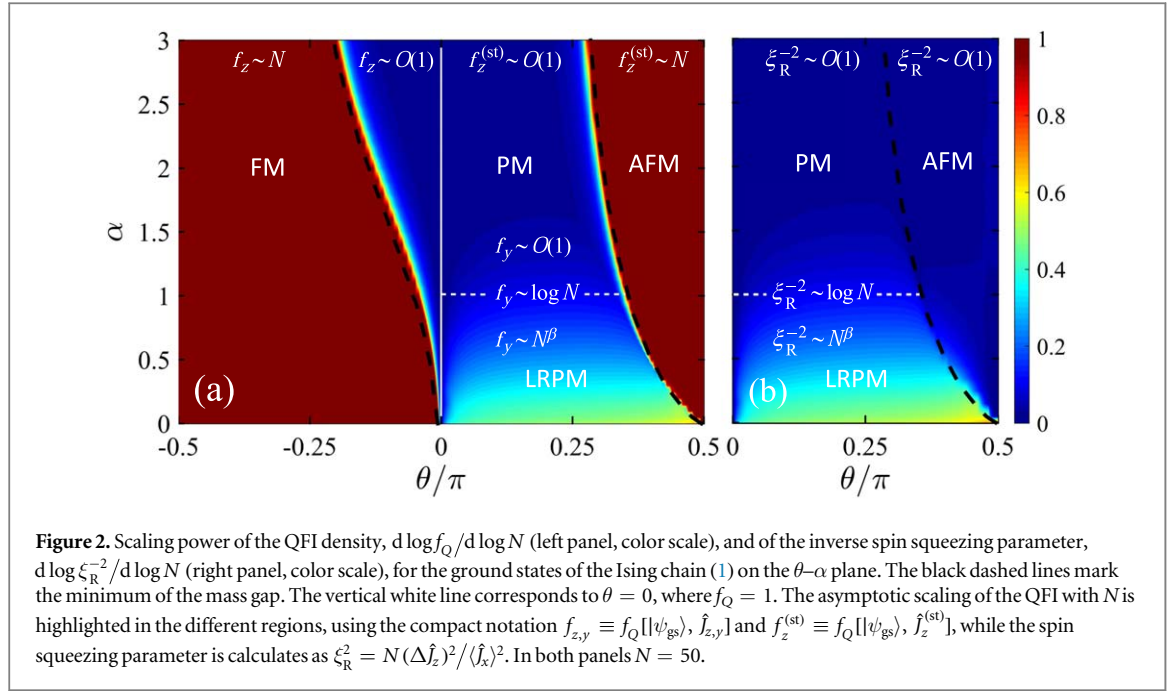 3
2.5
2
1.5
1
0.5
0
α
f_z ~ N
f_z ~ O(1)
f_z^(st) ~ O(1)
f_z^(st) ~ N
FM
PM
AFM
f_y ~ O(1)
f_y ~ log N
f_y ~ N^β
LRPM
(a)
-0.5
-0.25
0
0.25
0.5
θ/π
ξ_R^−2 ~ O(1)
ξ_R^−2 ~ O(1)
PM
AFM
ξ_R^−2 ~ log N
ξ_R^−2 ~ N^β
LRPM
(b)
0
0.25
0.5
θ/π
1
0.8
0.6
0.4
0.2
0
Figure 2. Scaling power of the QFI density, d log f_Q/d log N (left panel, color scale), and of the inverse spin squeezing parameter,
d log ξ_R^−2/d log N (right panel, color scale), for the ground states of the Ising chain (1) on the θ–α plane. The black dashed lines mark
the minimum of the mass gap. The vertical white line corresponds to θ = 0, where f_Q = 1. The asymptotic scaling of the QFI with N is
highlighted in the different regions, using the compact notation f_z,y ≡ f_Q[|ψ_gs⟩, Ĵ_z,y] and f_z^(st) ≡ f_Q[|ψ_gs⟩, Ĵ_z^(st)], while the spin
squeezing parameter is calculates as ξ_R^2 = N(ΔĴ_z)^2/⟨Ĵ_x⟩^2. In both panels N = 50.